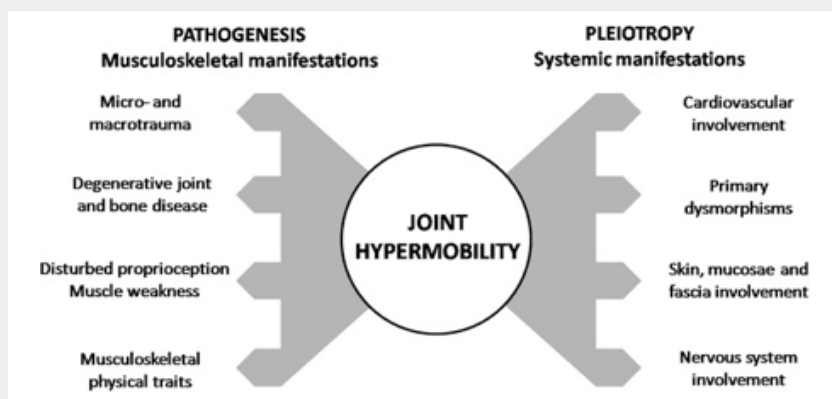 PATHOGENESIS
Musculoskeletal manifestations
Micro- and
macrotrauma
Degenerative joint
and bone disease
Disturbed proprioception
Muscle weakness
Musculoskeletal
physical traits
JOINT
HYPERMOBILITY
PLEIOTROPY
Systemic manifestations
Cardiovascular
involvement
Primary
dysmorphisms
Skin, mucosae and
fascia involvement
Nervous system
involvement